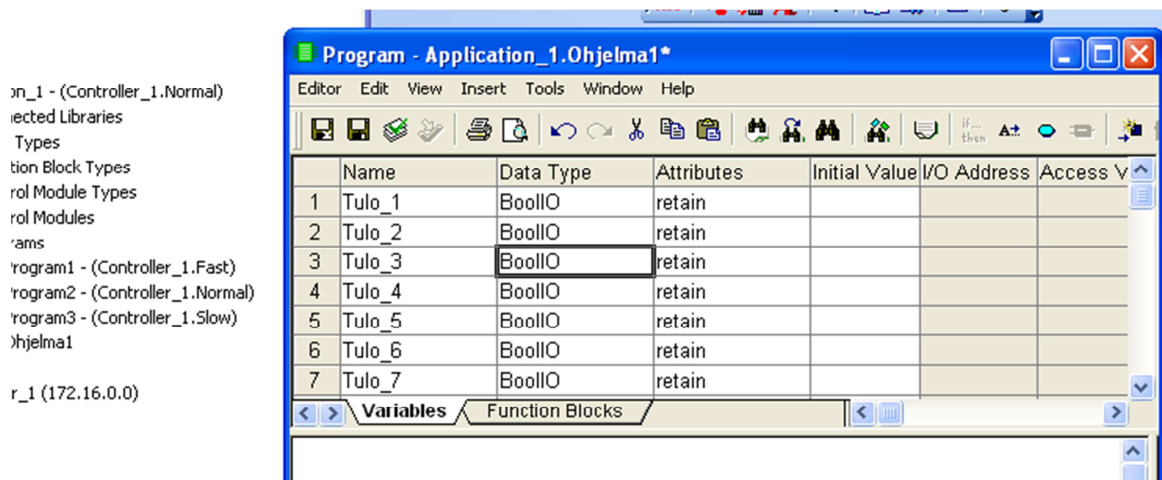 Program - Application_1.Ohjelma1*
Editor Edit View Insert Tools Window Help
if...
then
on_1 - (Controller_1.Normal)
nected Libraries
Types
tion Block Types
rol Module Types
rol Modules
rams
Program1 - (Controller_1.Fast)
Program2 - (Controller_1.Normal)
Program3 - (Controller_1.Slow)
Ohjelma1
r_1 (172.16.0.0)
Name Data Type Attributes Initial Value I/O Address Access V
1 Tulo_1 BoolIO retain
2 Tulo_2 BoolIO retain
3 Tulo_3 BoolIO retain
4 Tulo_4 BoolIO retain
5 Tulo_5 BoolIO retain
6 Tulo_6 BoolIO retain
7 Tulo_7 BoolIO retain
Variables Function Blocks